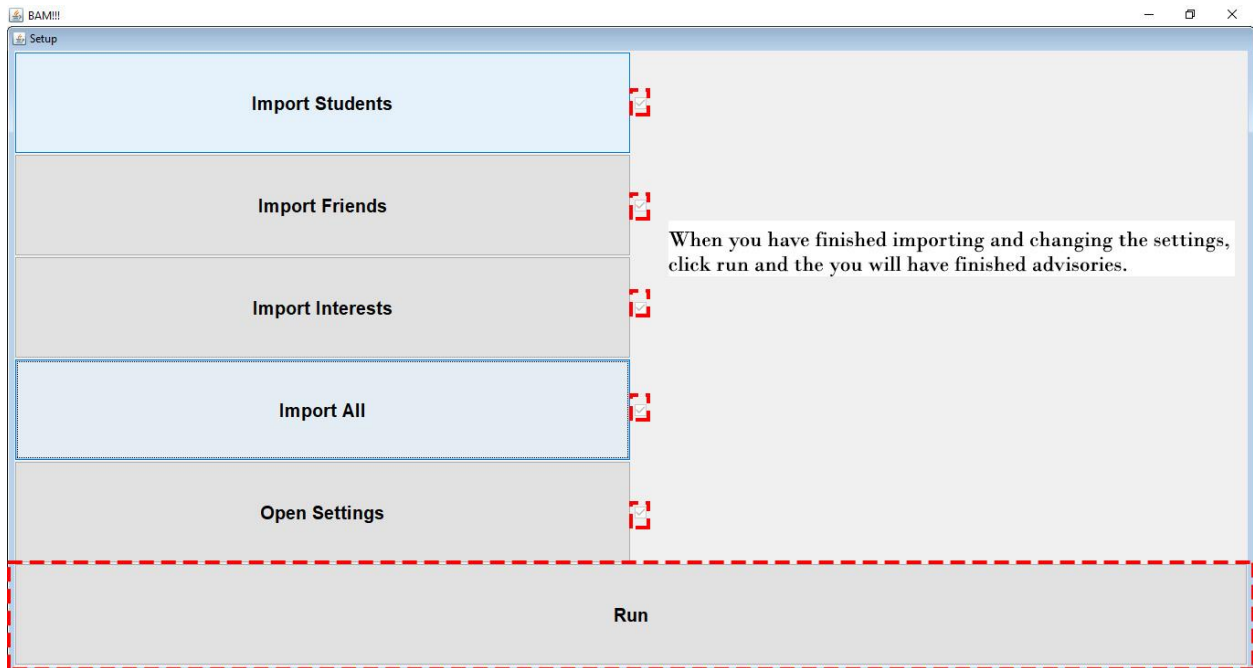 BAM!!!
Setup
Import Students
Import Friends
When you have finished importing and changing the settings,
click run and the you will have finished advisories.
Import Interests
Import All
Open Settings
Run